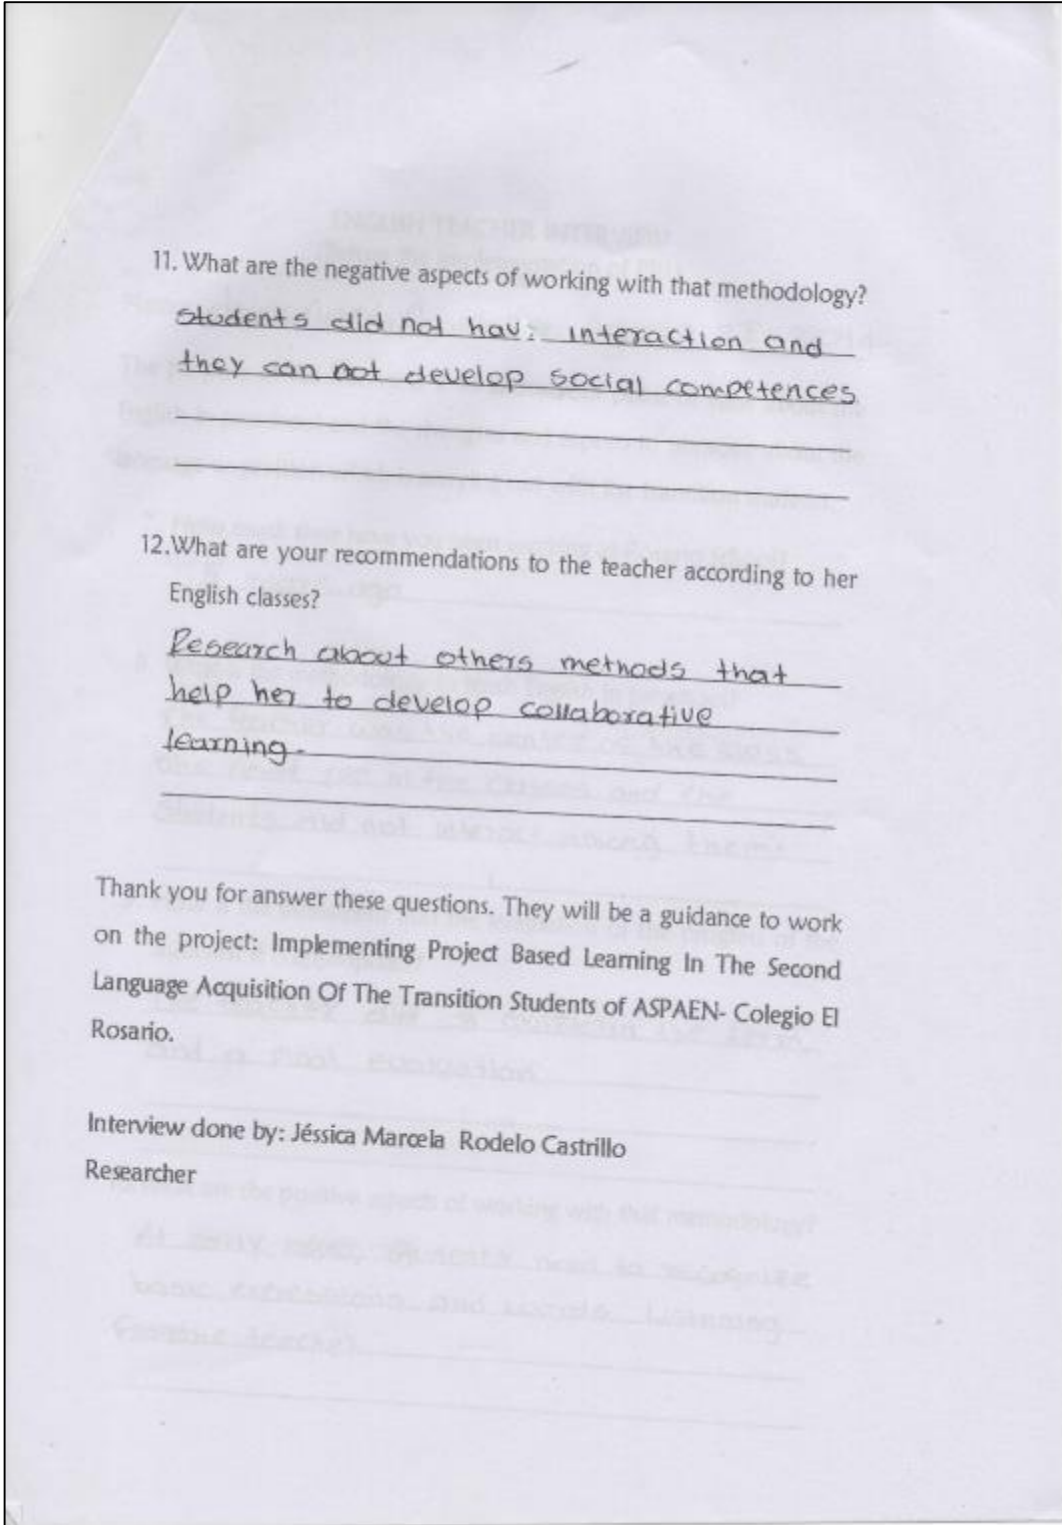 11. What are the negative aspects of working with that methodology?
students did not hav: interaction and
they can not develop social competences
12.What are your recommendations to the teacher according to her
English classes?
Research about others methods that
help her to develop collaborative
learning.
Thank you for answer these questions. They will be a guidance to work
on the project: Implementing Project Based Learning In The Second
Language Acquisition Of The Transition Students of ASPAEN- Colegio El
Rosario.
Interview done by: Jéssica Marcela Rodelo Castrillo
Researcher